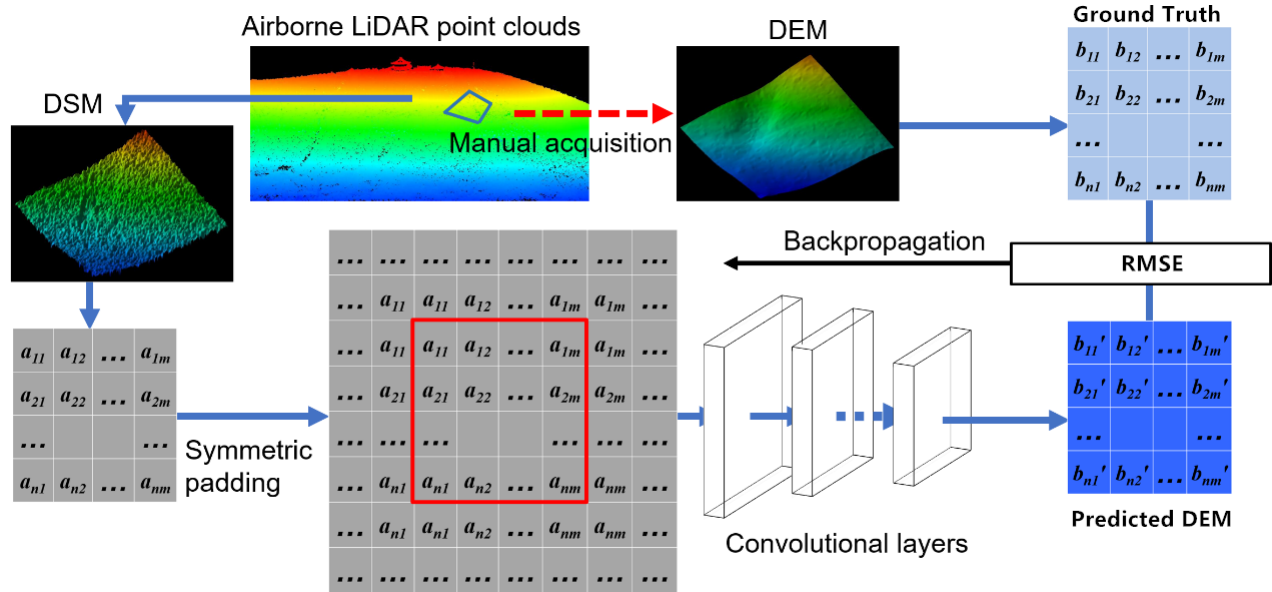 Airborne LiDAR point clouds
DEM
Ground Truth
DSM
Manual acquisition
b11 b12 ... b1m
b21 b22 ... b2m
... ...
bn1 bn2 ... bnm
Backpropagation
RMSE
a11 a12 ... a1m
a21 a22 ... a2m
... ...
an1 an2 ... anm
Symmetric
padding
... ... ... ... ... ... ...
... a11 a11 a12 ... a1m a1m ...
... a11 a11 a12 ... a1m a1m ...
... a21 a21 a22 ... a2m a2m ...
... ... ... ... ... ...
... an1 an1 an2 ... anm anm ...
... an1 an1 an2 ... anm anm ...
... ... ... ... ... ... ...
Convolutional layers
b11' b12' ... b1m'
b21' b22' ... b2m'
... ...
bn1' bn2' ... bnm'
Predicted DEM